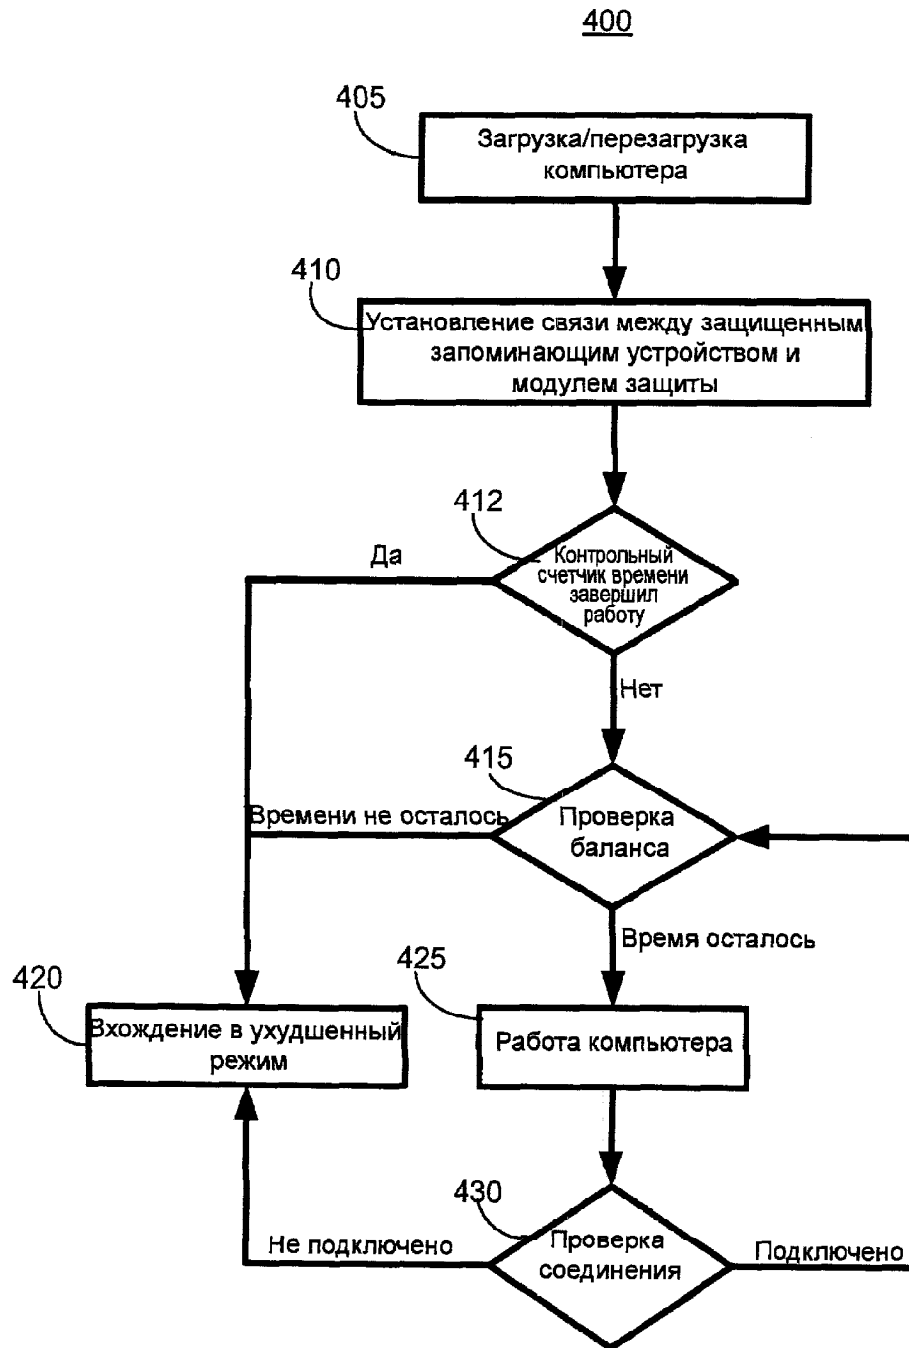 400
405
Загрузка/перезагрузка
компьютера
410
Установление связи между защищенным
запоминающим устройством и
модулем защиты
412
Да
Контрольный
счетчик времени
завершил
работу
Нет
415
Времени не осталось
Проверка
баланса
Время осталось
420
425
Вхождение в ухудшенный
режим
Работа компьютера
430
Не подключено
Проверка
соединения
Подключено